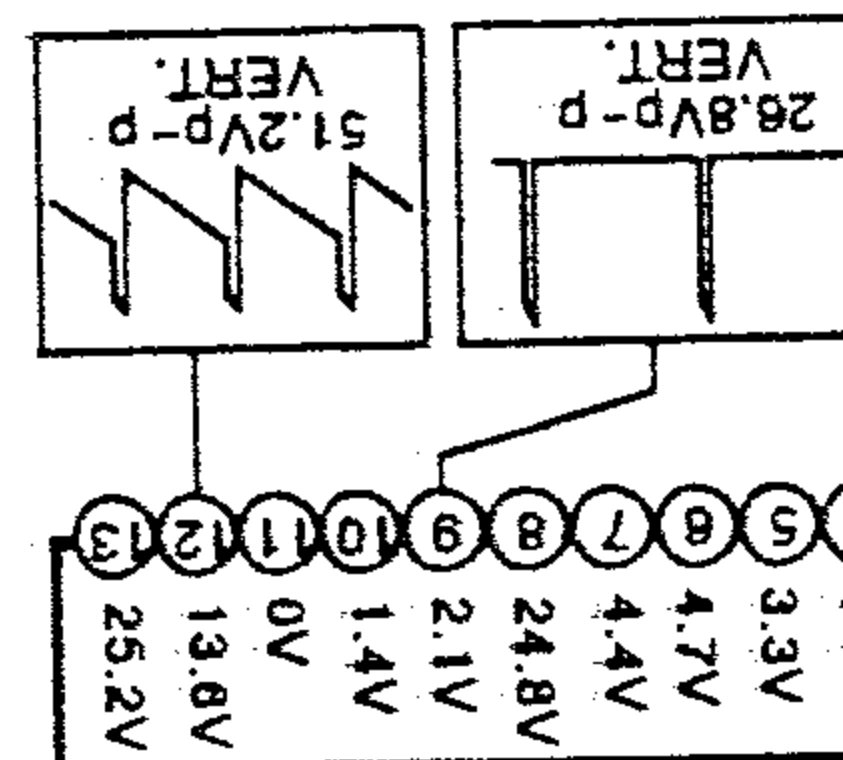 51.2Vp-p
VERT.
26.8Vp-p
VERT.
13
12
11
10
9
8
7
6
5
25.2V
13.6V
0V
1.4V
2.1V
24.8V
4.4V
4.7V
3.3V